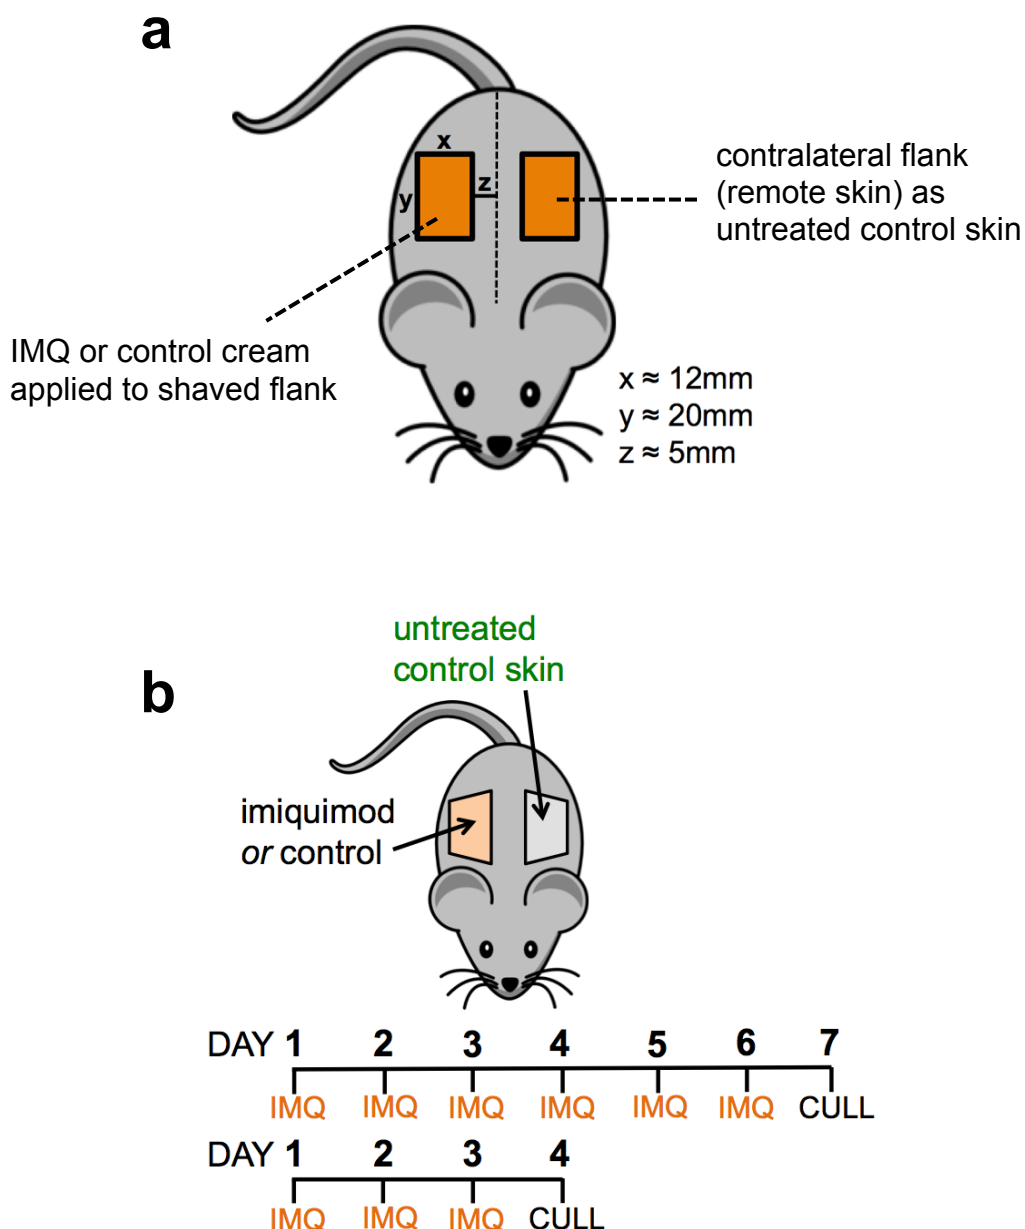 a
x
z
y
contralateral flank
(remote skin) as
untreated control skin
IMQ or control cream
applied to shaved flank
x ≈ 12mm
y ≈ 20mm
z ≈ 5mm
b
untreated
control skin
imiquimod
or control
DAY 1 2 3 4 5 6 7
IMQ IMQ IMQ IMQ IMQ IMQ CULL
DAY 1 2 3 4
IMQ IMQ IMQ CULL